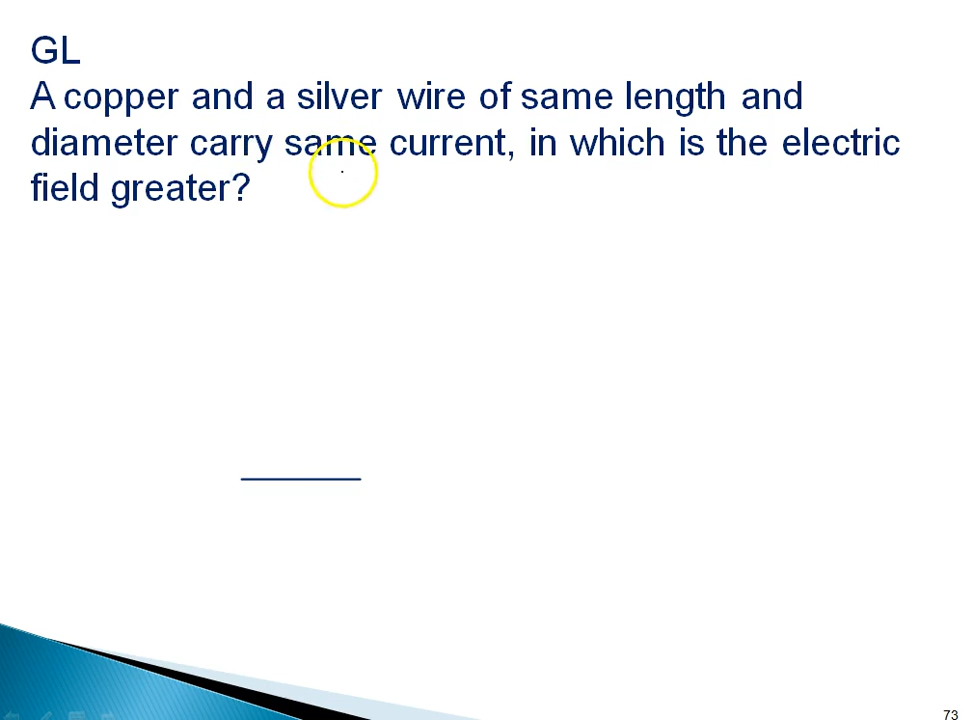 GL
A copper and a silver wire of same length and
diameter carry same current, in which is the electric
field greater?
73